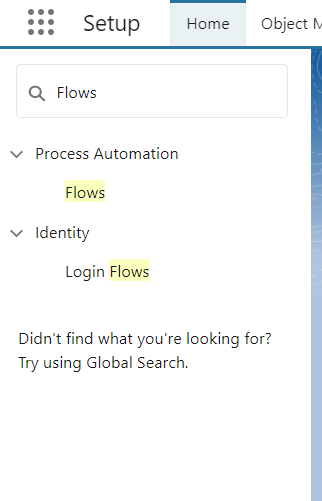 Setup
Home
Object M
Flows
Process Automation
Flows
Identity
Login Flows
Didn't find what you're looking for?
Try using Global Search.